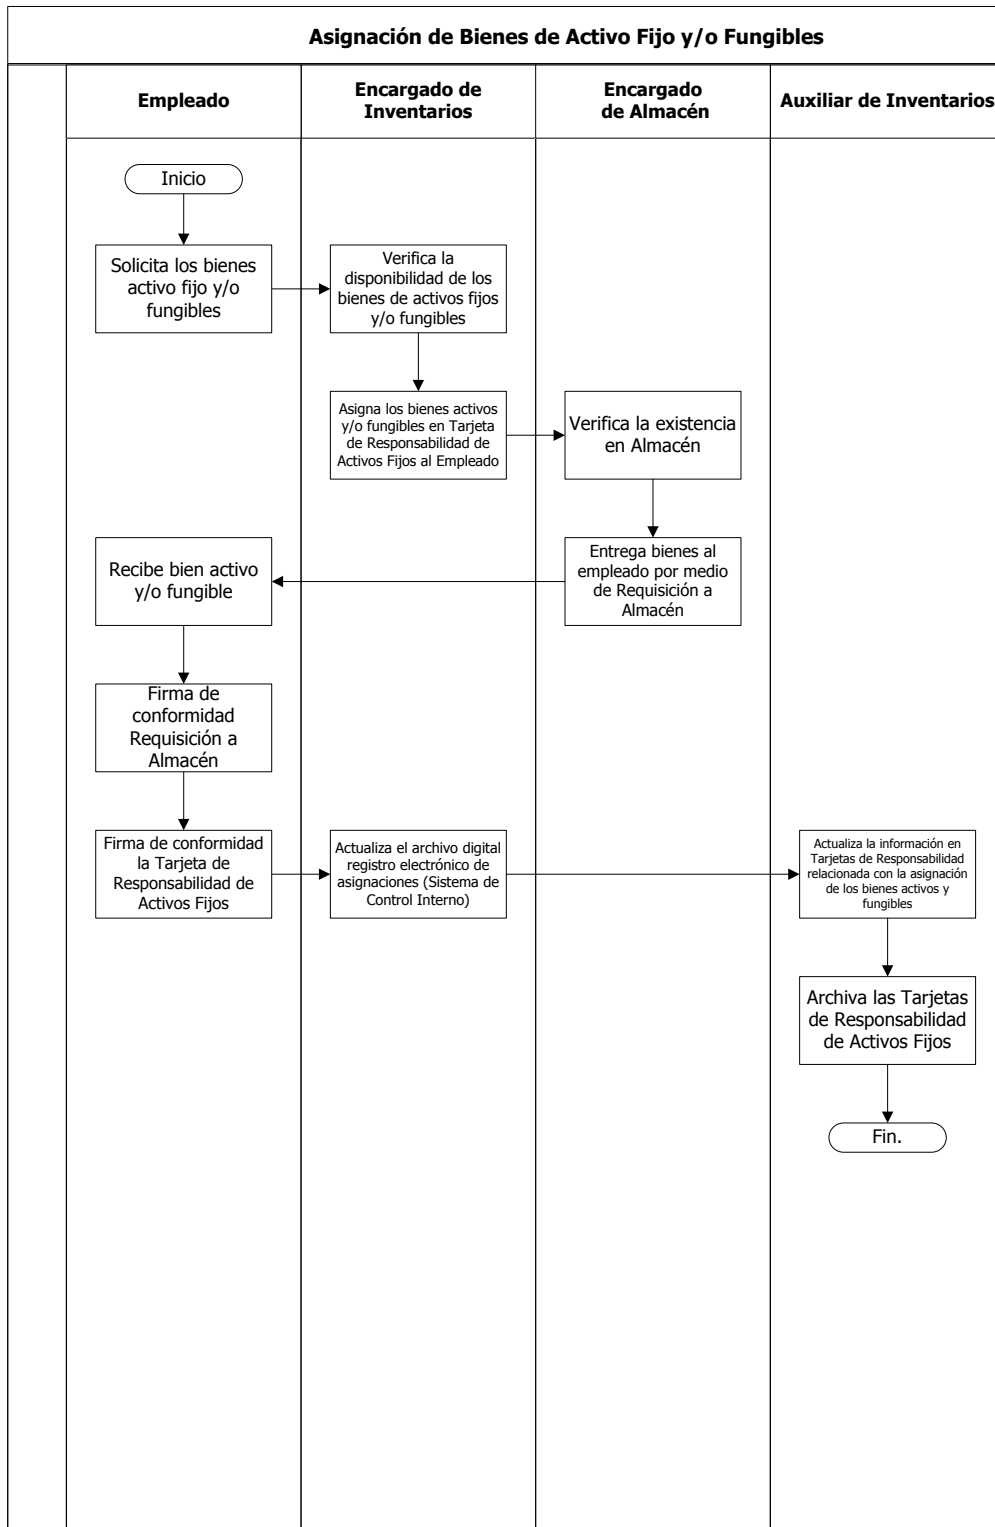 Asignación de Bienes de Activo Fijo y/o Fungibles
Empleado
Encargado de
Inventarios
Encargado
de Almacén
Auxiliar de Inventarios
Inicio
Solicita los bienes
activo fijo y/o
fungibles
Verifica la
disponibilidad de los
bienes de activos fijos
y/o fungibles
Asigna los bienes activos
y/o fungibles en Tarjeta
de Responsabilidad de
Activos Fijos al Empleado
Verifica la existencia
en Almacén
Entrega bienes al
empleado por medio
de Requisición a
Almacén
Recibe bien activo
y/o fungible
Firma de
conformidad
Requisición a
Almacén
Firma de conformidad
la Tarjeta de
Responsabilidad de
Activos Fijos
Actualiza el archivo digital
registro electrónico de
asignaciones (Sistema de
Control Interno)
Actualiza la información en
Tarjetas de Responsabilidad
relacionada con la asignación
de los bienes activos y
fungibles
Archiva las Tarjetas
de Responsabilidad
de Activos Fijos
Fin.